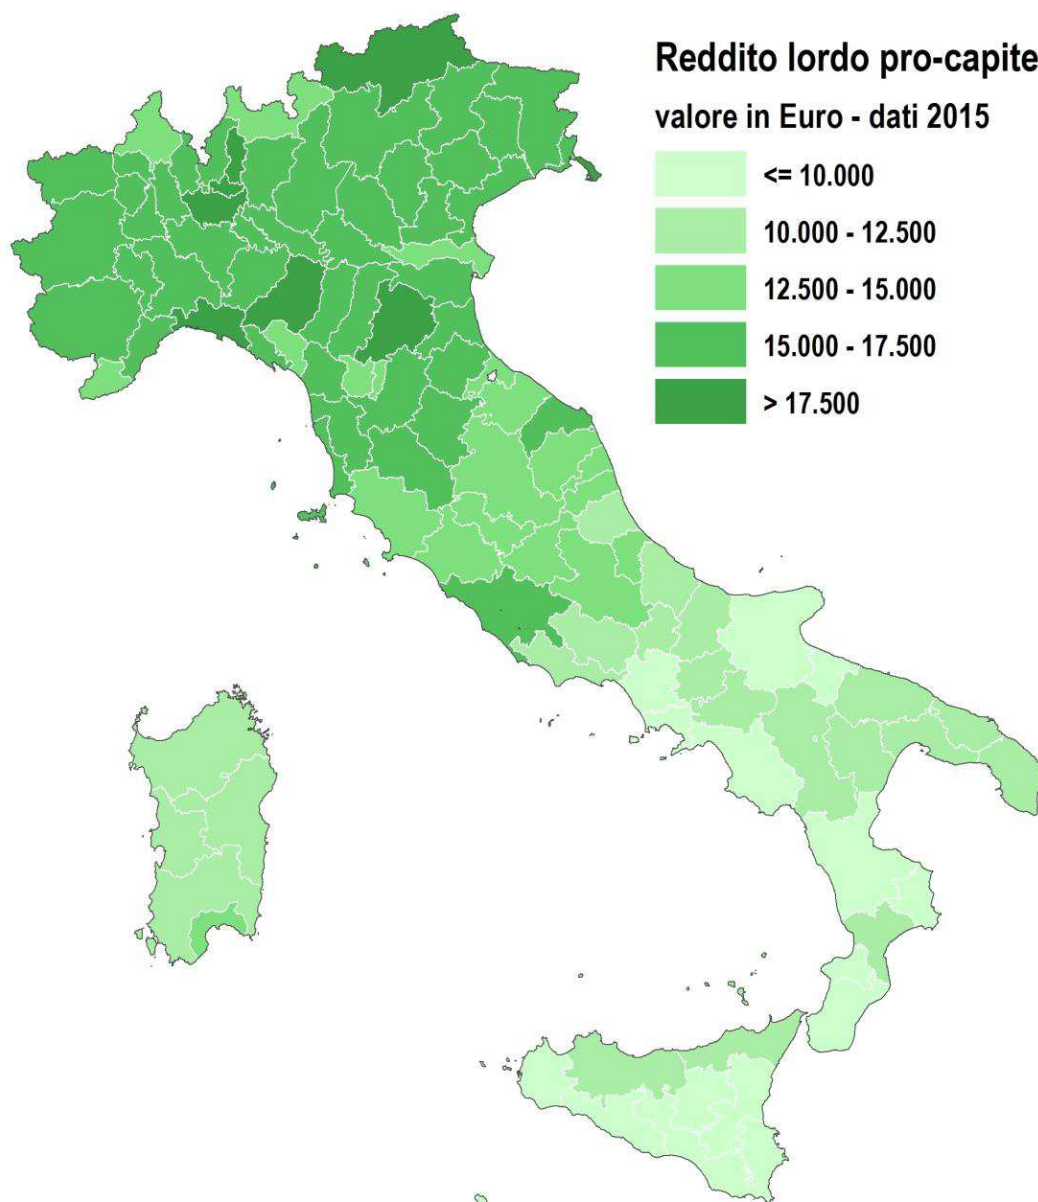 Reddito lordo pro-capite
valore in Euro - dati 2015
<= 10.000
10.000 - 12.500
12.500 - 15.000
15.000 - 17.500
> 17.500